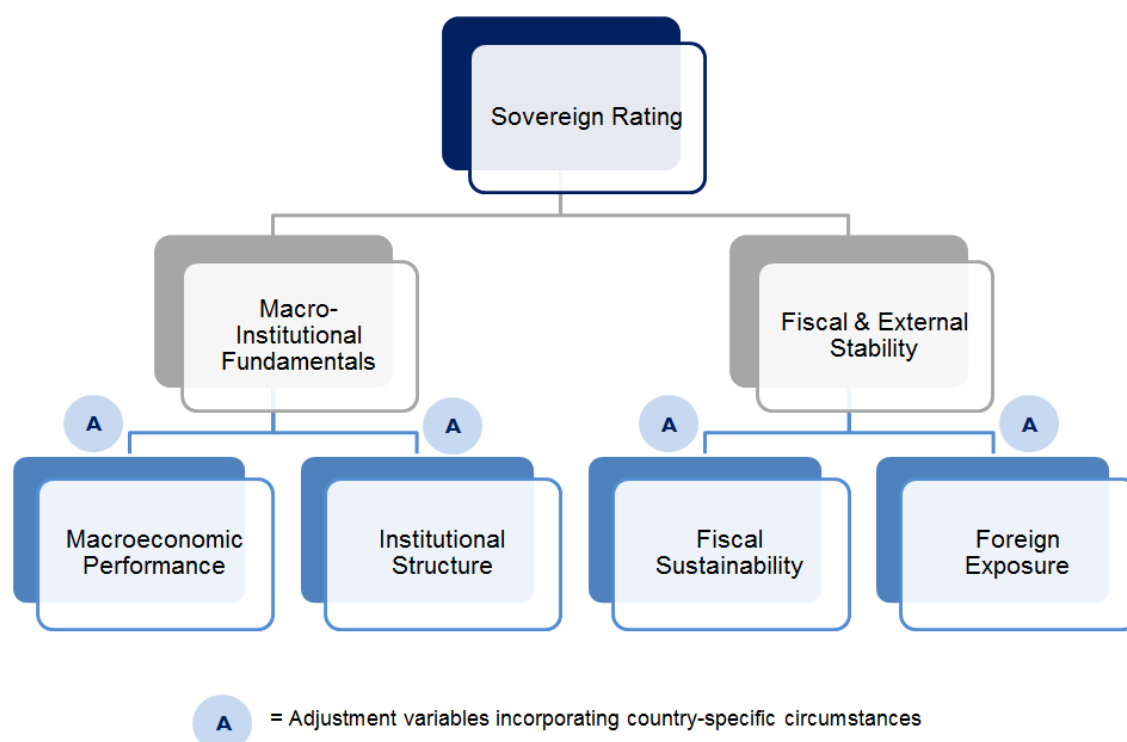 Sovereign Rating
Macro-
Institutional
Fundamentals
Fiscal & External
Stability
A
A
A
A
Macroeconomic
Performance
Institutional
Structure
Fiscal
Sustainability
Foreign
Exposure
A
= Adjustment variables incorporating country-specific circumstances